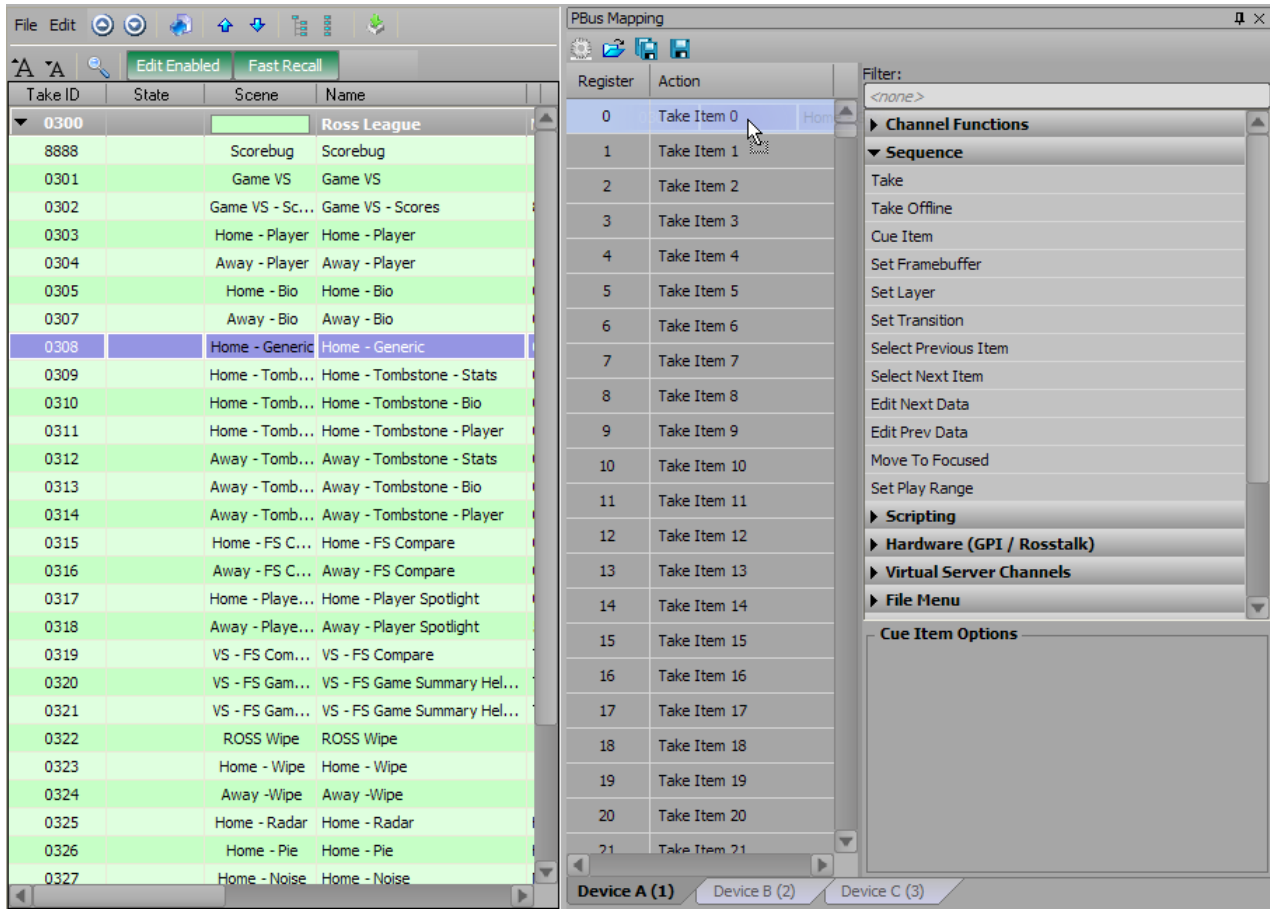 File Edit
A A Edit Enabled Fast Recall
Take ID State Scene Name
0300 Ross League
8888 Scorebug Scorebug
0301 Game VS Game VS
0302 Game VS - Sc... Game VS - Scores
0303 Home - Player Home - Player
0304 Away - Player Away - Player
0305 Home - Bio Home - Bio
0307 Away - Bio Away - Bio
0308 Home - Generic Home - Generic
0309 Home - Tomb... Home - Tombstone - Stats
0310 Home - Tomb... Home - Tombstone - Bio
0311 Home - Tomb... Home - Tombstone - Player
0312 Away - Tomb... Away - Tombstone - Stats
0313 Away - Tomb... Away - Tombstone - Bio
0314 Away - Tomb... Away - Tombstone - Player
0315 Home - FS C... Home - FS Compare
0316 Away - FS C... Away - FS Compare
0317 Home - Playe... Home - Player Spotlight
0318 Away - Playe... Away - Player Spotlight
0319 VS - FS Com... VS - FS Compare
0320 VS - FS Gam... VS - FS Game Summary Hel...
0321 VS - FS Gam... VS - FS Game Summary Hel...
0322 ROSS Wipe ROSS Wipe
0323 Home - Wipe Home - Wipe
0324 Away -Wipe Away -Wipe
0325 Home - Radar Home - Radar
0326 Home - Pie Home - Pie
0327 Home - Noise Home - Noise
PBus Mapping
Register Action
0 Take Item 0 Hom
1 Take Item 1
2 Take Item 2
3 Take Item 3
4 Take Item 4
5 Take Item 5
6 Take Item 6
7 Take Item 7
8 Take Item 8
9 Take Item 9
10 Take Item 10
11 Take Item 11
12 Take Item 12
13 Take Item 13
14 Take Item 14
15 Take Item 15
16 Take Item 16
17 Take Item 17
18 Take Item 18
19 Take Item 19
20 Take Item 20
21 Take Item 21
Device A (1) Device B (2) Device C (3)
Filter:
<none>
Channel Functions
Sequence
Take
Take Offline
Cue Item
Set Framebuffer
Set Layer
Set Transition
Select Previous Item
Select Next Item
Edit Next Data
Edit Prev Data
Move To Focused
Set Play Range
Scripting
Hardware (GPI / Rosstalk)
Virtual Server Channels
File Menu
Cue Item Options